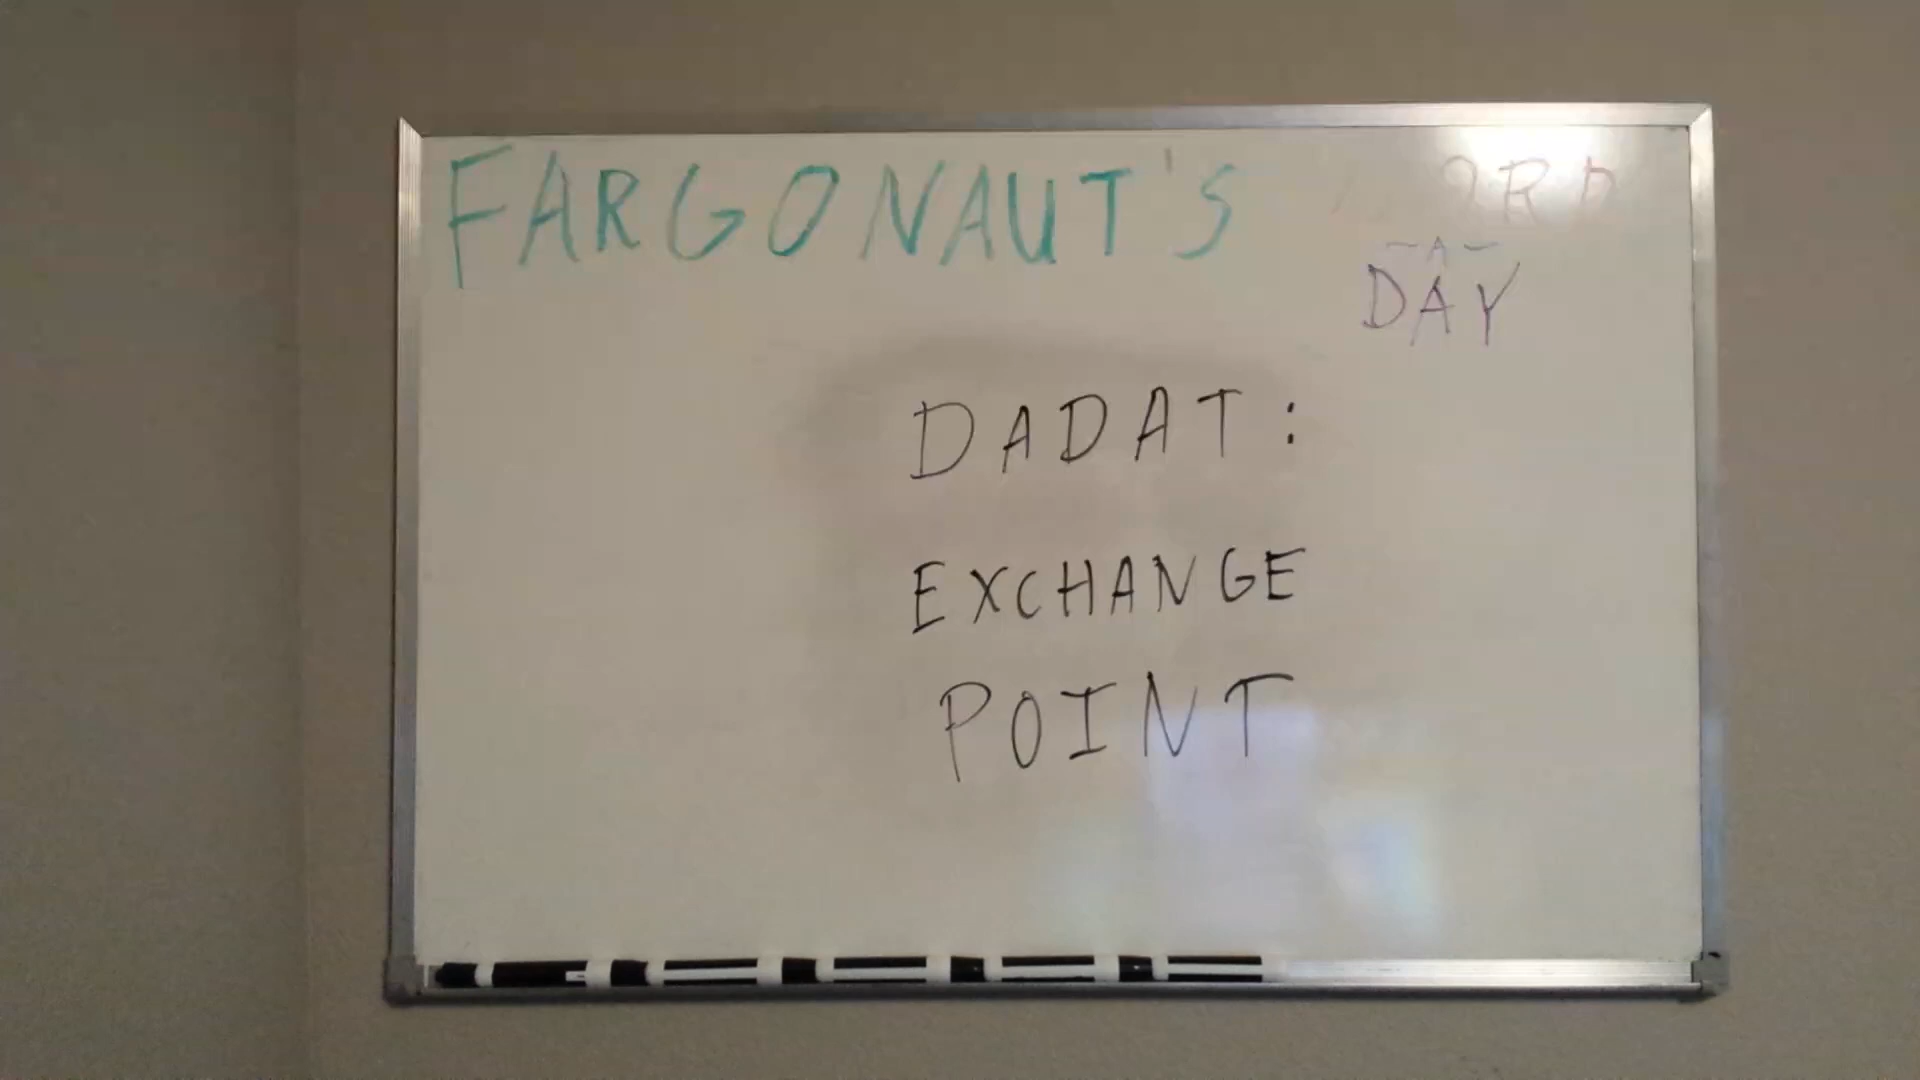 FARGONAUT'S
-A-
DAY
DADAT:
EXCHANGE
POINT